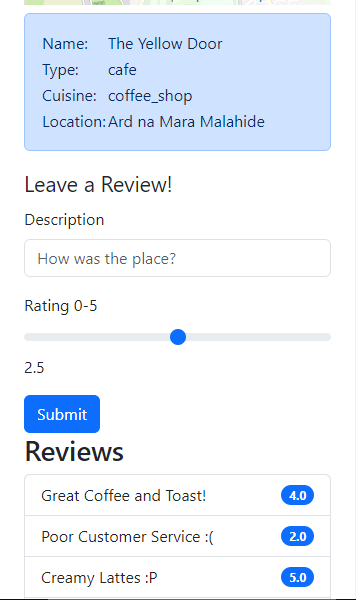 Name: The Yellow Door
Type: cafe
Cuisine: coffee_shop
Location: Ard na Mara Malahide
Leave a Review!
Description
How was the place?
Rating 0-5
2.5
Submit
Reviews
Great Coffee and Toast! 4.0
Poor Customer Service :( 2.0
Creamy Lattes :P 5.0